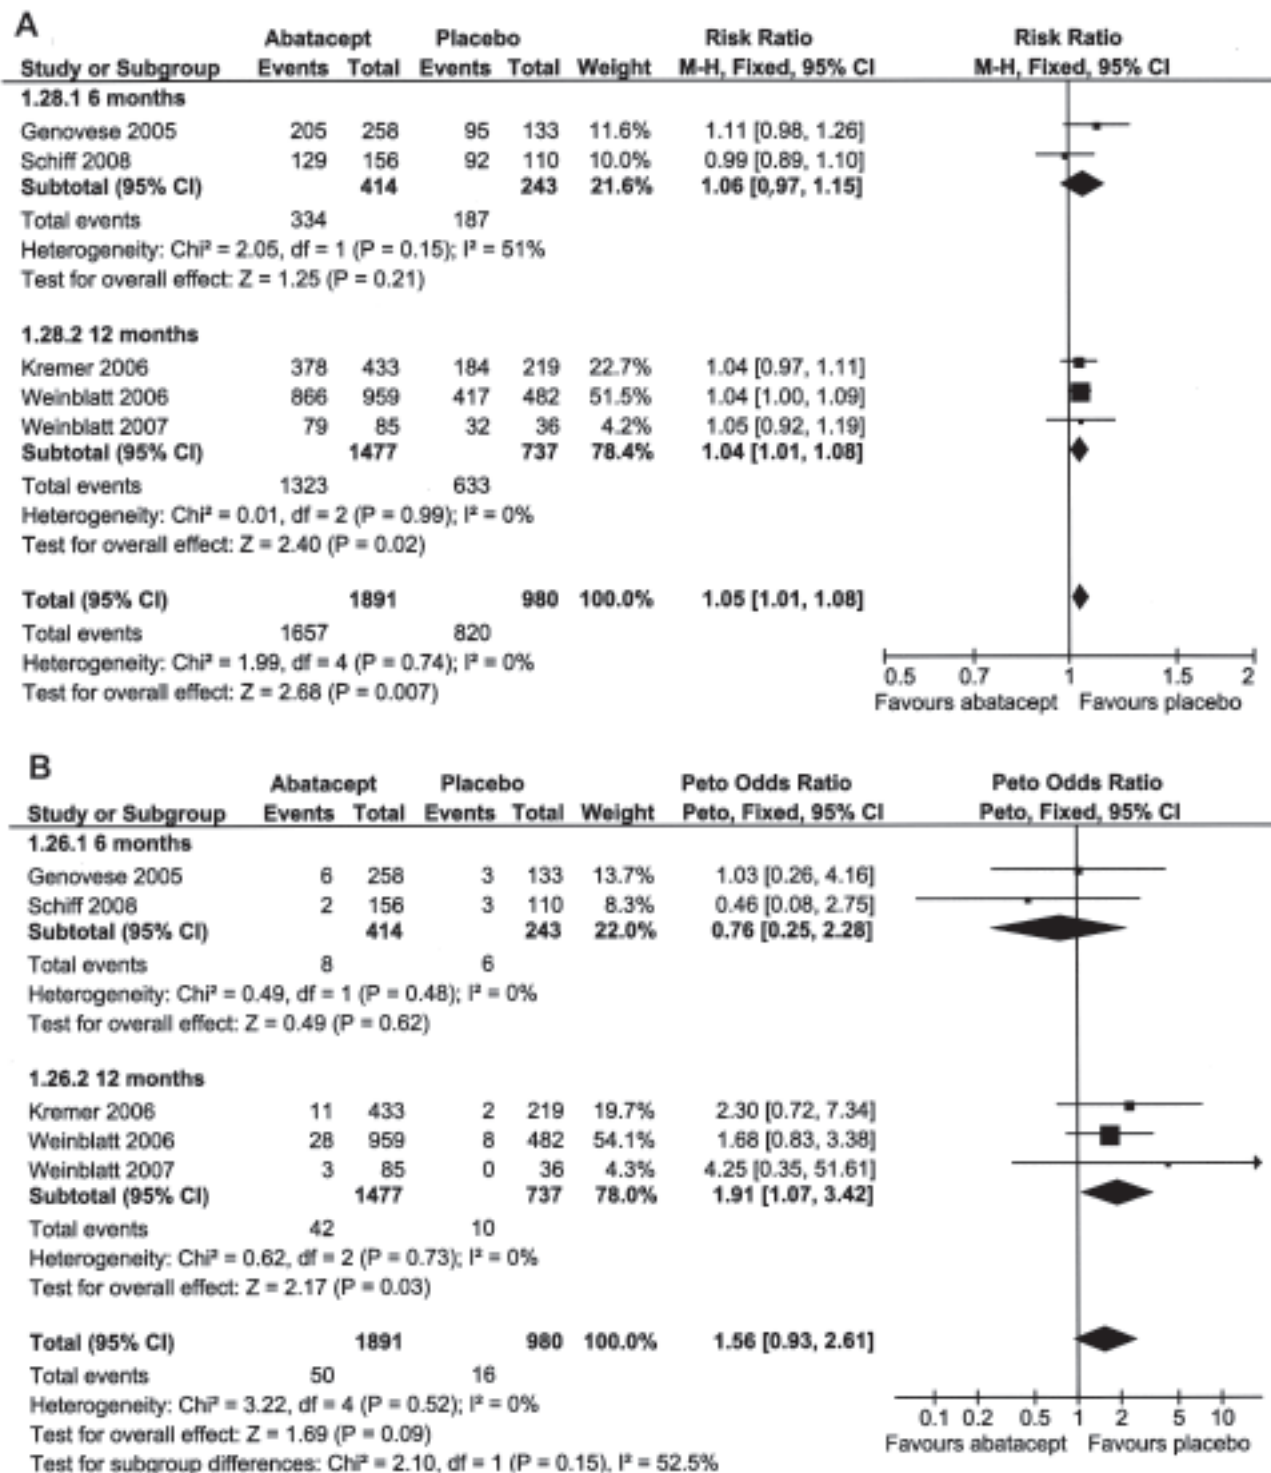 A
Abatacept Placebo Risk Ratio Risk Ratio
Study or Subgroup Events Total Events Total Weight M-H, Fixed, 95% CI M-H, Fixed, 95% CI
1.28.1 6 months
Genovese 2005 205 258 95 133 11.6% 1.11 [0.98, 1.26]
Schiff 2008 129 156 92 110 10.0% 0.99 [0.89, 1.10]
Subtotal (95% CI) 414 243 21.6% 1.06 [0,97, 1.15]
Total events 334 187
Heterogeneity: Chi² = 2.05, df = 1 (P = 0.15); I² = 51%
Test for overall effect: Z = 1.25 (P = 0.21)
1.28.2 12 months
Kremer 2006 378 433 184 219 22.7% 1.04 [0.97, 1.11]
Weinblatt 2006 866 959 417 482 51.5% 1.04 [1.00, 1.09]
Weinblatt 2007 79 85 32 36 4.2% 1.05 [0.92, 1.19]
Subtotal (95% CI) 1477 737 78.4% 1.04 [1.01, 1.08]
Total events 1323 633
Heterogeneity: Chi² = 0.01, df = 2 (P = 0.99); I² = 0%
Test for overall effect: Z = 2.40 (P = 0.02)
Total (95% CI) 1891 980 100.0% 1.05 [1.01, 1.08]
Total events 1657 820
Heterogeneity: Chi² = 1.99, df = 4 (P = 0.74); I² = 0%
Test for overall effect: Z = 2.68 (P = 0.007)
0.5 0.7 1 1.5 2
Favours abatacept Favours placebo
B
Abatacept Placebo Peto Odds Ratio Peto Odds Ratio
Study or Subgroup Events Total Events Total Weight Peto, Fixed, 95% CI Peto, Fixed, 95% CI
1.26.1 6 months
Genovese 2005 6 258 3 133 13.7% 1.03 [0.26, 4.16]
Schiff 2008 2 156 3 110 8.3% 0.46 [0.08, 2.75]
Subtotal (95% CI) 414 243 22.0% 0.76 [0.25, 2.28]
Total events 8 6
Heterogeneity: Chi² = 0.49, df = 1 (P = 0.48); I² = 0%
Test for overall effect: Z = 0.49 (P = 0.62)
1.26.2 12 months
Kremer 2006 11 433 2 219 19.7% 2.30 [0.72, 7.34]
Weinblatt 2006 28 959 8 482 54.1% 1.68 [0.83, 3.38]
Weinblatt 2007 3 85 0 36 4.3% 4.25 [0.35, 51.61]
Subtotal (95% CI) 1477 737 78.0% 1.91 [1.07, 3.42]
Total events 42 10
Heterogeneity: Chi² = 0.62, df = 2 (P = 0.73); I² = 0%
Test for overall effect: Z = 2.17 (P = 0.03)
Total (95% CI) 1891 980 100.0% 1.56 [0.93, 2.61]
Total events 50 16
Heterogeneity: Chi² = 3.22, df = 4 (P = 0.52); I² = 0%
Test for overall effect: Z = 1.69 (P = 0.09)
Test for subgroup differences: Chi² = 2.10, df = 1 (P = 0.15), I² = 52.5%
0.1 0.2 0.5 1 2 5 10
Favours abatacept Favours placebo